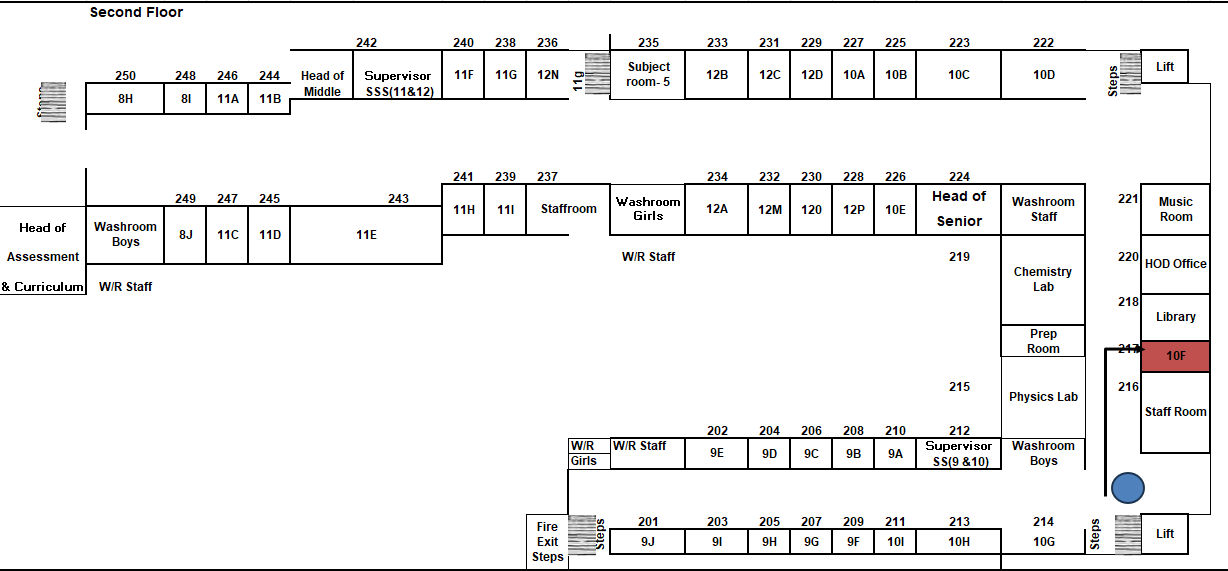 Second Floor
242 240 238 236 235 233 231 229 227 225 223 222
250 248 246 244
Head of
Middle
Supervisor
SSS(11&12)
11F 11G 12N
11g
Subject
room- 5
12B 12C 12D 10A 10B 10C 10D
Steps
Lift
8H 8I 11A 11B
241 239 237 234 232 230 228 226 224
249 247 245 243
221
Head of
Assessment
& Curriculum
Washroom
Boys
8J 11C 11D 11E
11H 11I Staffroom
Washroom
Girls
12A 12M 120 12P 10E
Head of
Senior
Washroom
Staff
Music
Room
W/R Staff
W/R Staff
219
Chemistry
Lab
220
HOD Office
218
Library
Prep
Room
217
10F
215
Physics Lab
216
Staff Room
202 204 206 208 210 212
W/R
Girls
W/R Staff
9E 9D 9C 9B 9A
Supervisor
SS(9 &10)
Washroom
Boys
201 203 205 207 209 211 213 214
Fire
Exit
Steps
Steps
9J 9I 9H 9G 9F 10I 10H 10G
Steps
Lift